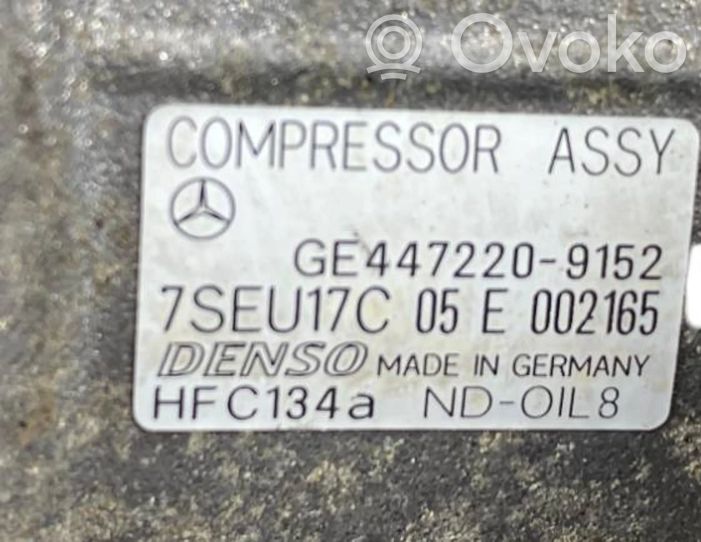 Ovoko
COMPRESSOR ASSY
GE447220-9152
7SEU17C 05 E 002165
DENSO MADE IN GERMANY
HFC134a ND-OIL8